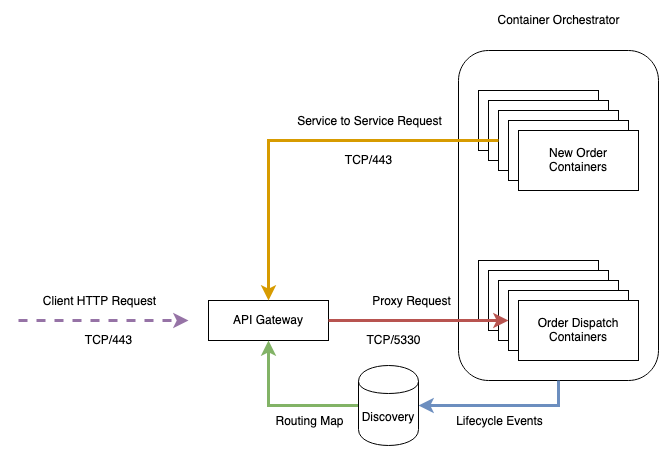 Container Orchestrator
Service to Service Request
TCP/443
New Order
Containers
Client HTTP Request
TCP/443
API Gateway
Proxy Request
TCP/5330
Order Dispatch
Containers
Routing Map
Discovery
Lifecycle Events